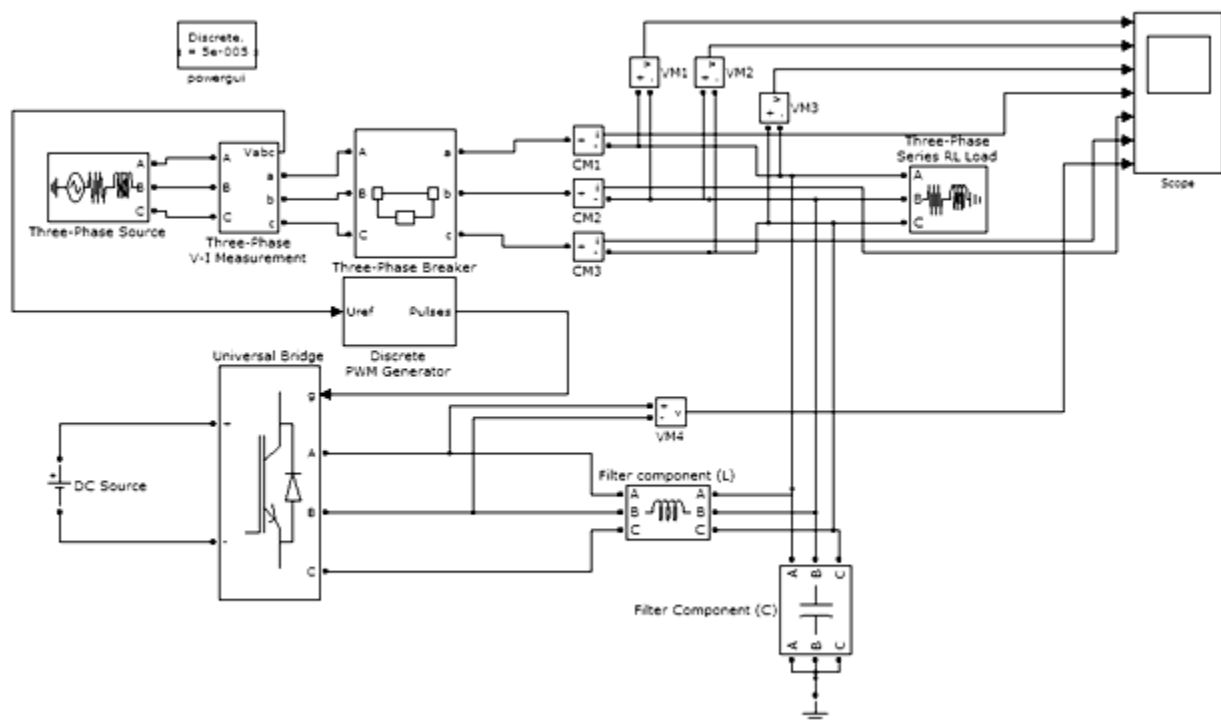 Discrete,
= 5e-005
powergui
VM1
VM2
VM3
Scope
Three-Phase
Series RL Load
A
B
C
A
B
C
Three-Phase Source
A
B
C
Vabc
a
b
c
Three-Phase
V-I Measurement
A
B
C
a
b
c
Three-Phase Breaker
+
i
-
CM1
+
i
-
CM2
+
i
-
CM3
Uref
Pulses
Discrete
PWM Generator
Universal Bridge
g
+
-
A
B
C
+
DC Source
+
-
v
VM4
Filter component (L)
A
B
C
A
B
C
Filter Component (C)
A
B
C
A
B
C